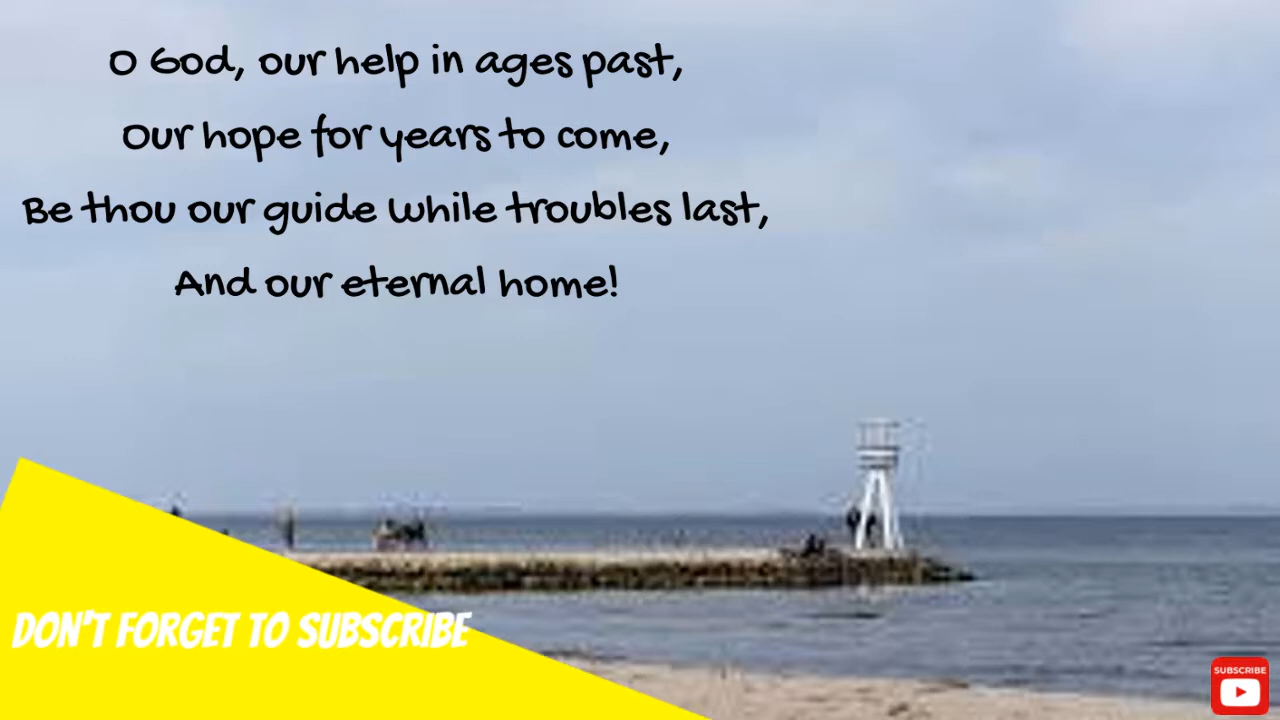 O God, our help in ages past,
Our hope for years to come,
Be thou our guide while troubles last,
And our eternal home!
DON'T FORGET TO SUBSCRIBE
SUBSCRIBE